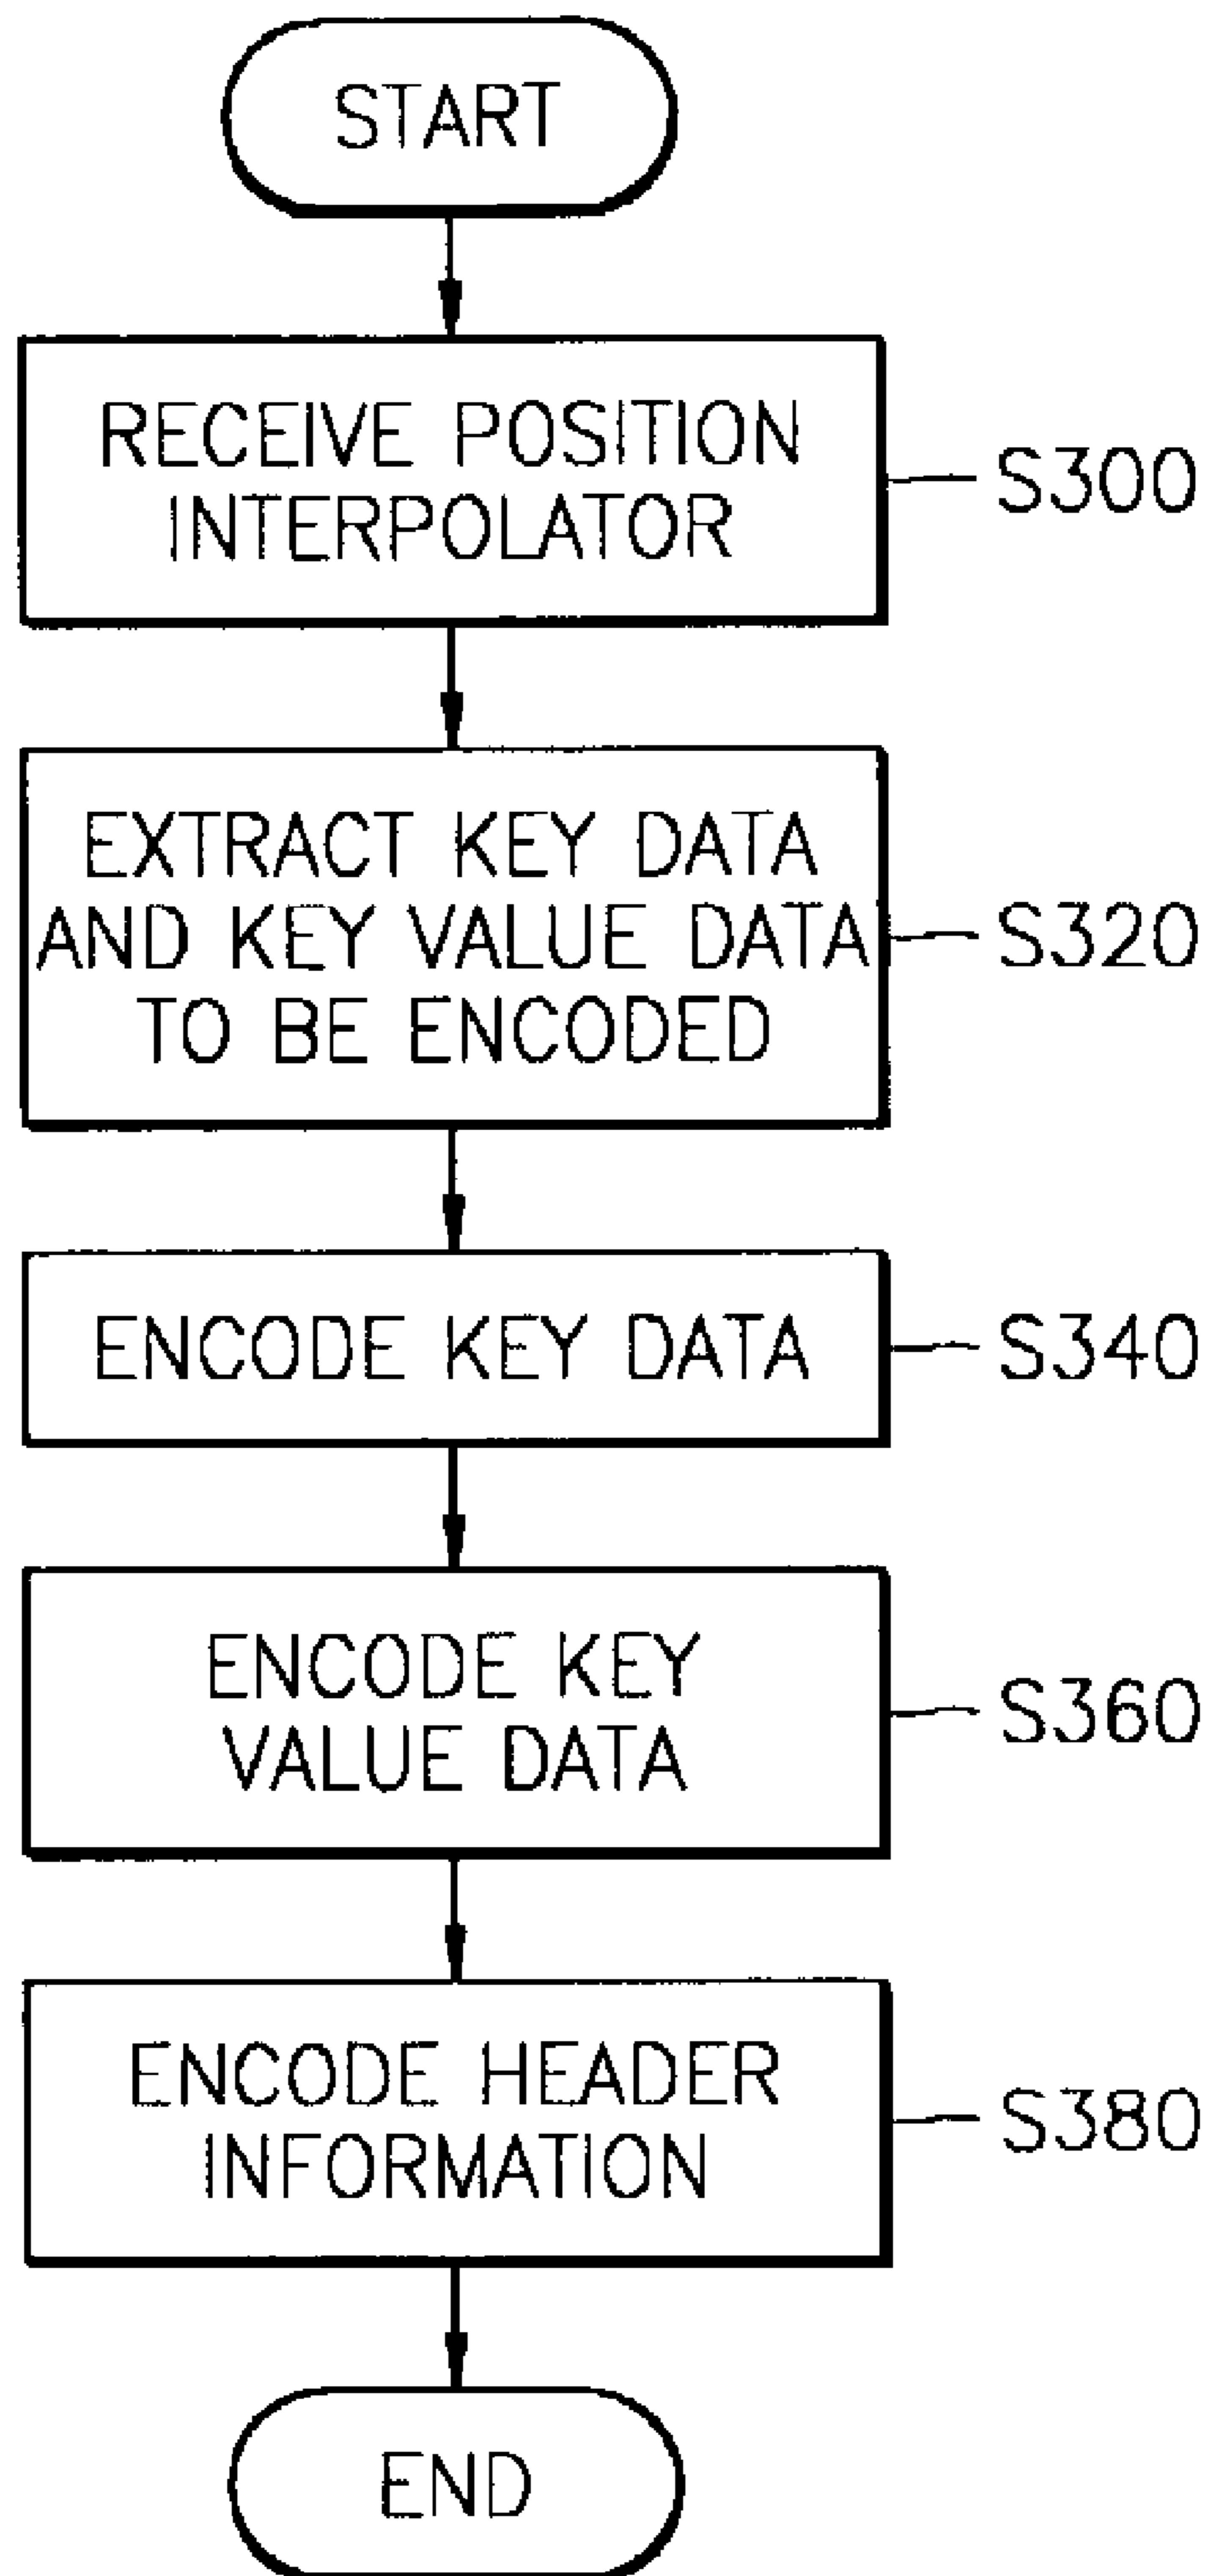 START
RECEIVE POSITION
INTERPOLATOR
S300
EXTRACT KEY DATA
AND KEY VALUE DATA
TO BE ENCODED
S320
ENCODE KEY DATA
S340
ENCODE KEY
VALUE DATA
S360
ENCODE HEADER
INFORMATION
S380
END